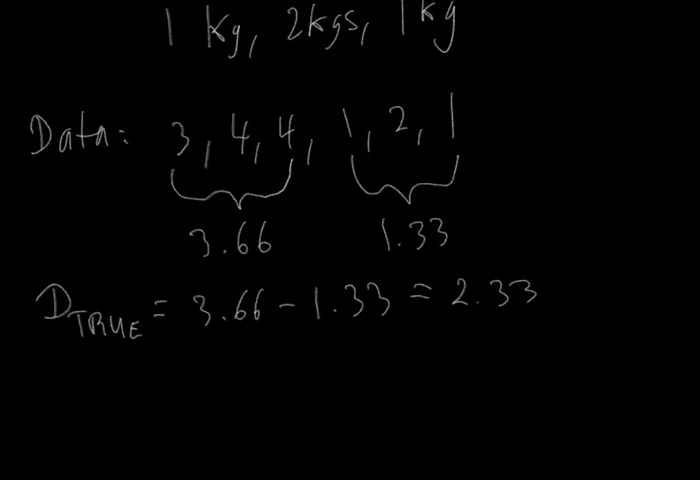 1 kg, 2kgs, 1kg
Data: 3, 4, 4, 1, 2, 1
3.66 1.33
D_TRUE = 3.66 - 1.33 = 2.33